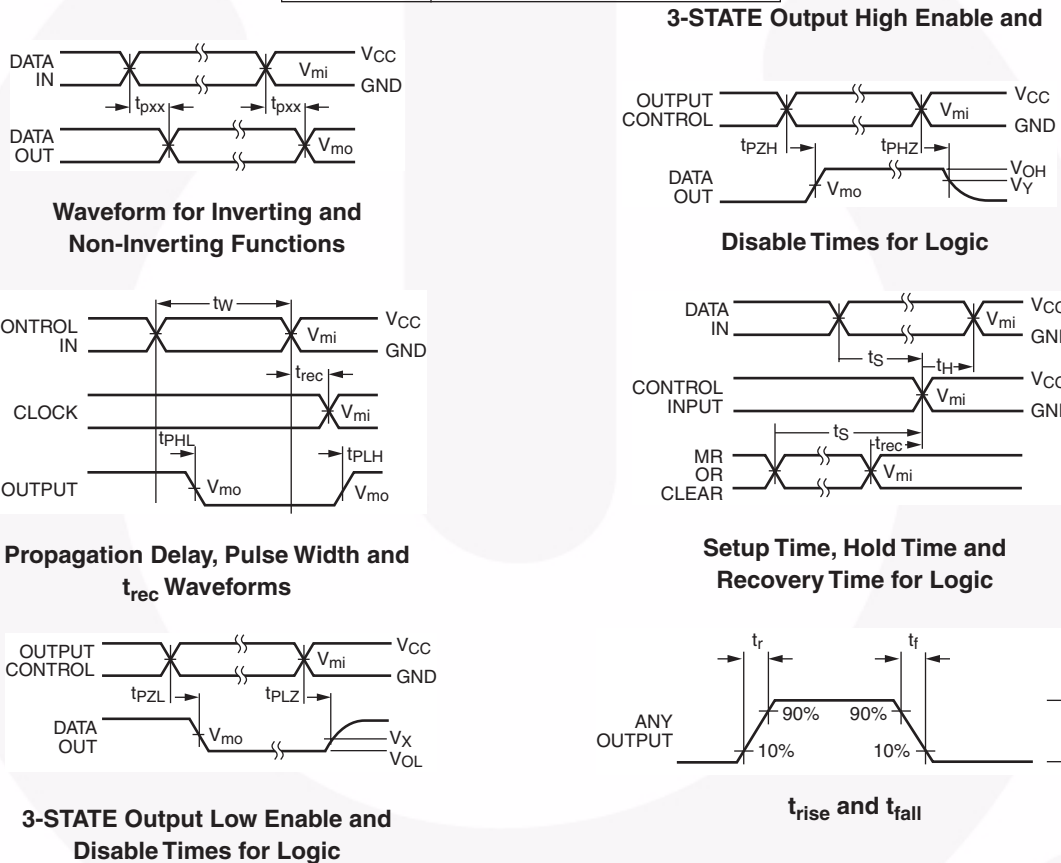 3-STATE Output High Enable and
DATA
IN
VCC
Vmi
GND
tpxx
tpxx
DATA
OUT
Vmo
Waveform for Inverting and
Non-Inverting Functions
OUTPUT
CONTROL
VCC
Vmi
GND
tPZH
tPHZ
DATA
OUT
Vmo
VOH
VY
Disable Times for Logic
tW
ONTROL
IN
VCC
Vmi
GND
trec
CLOCK
Vmi
tPHL
tPLH
OUTPUT
Vmo
Vmo
Propagation Delay, Pulse Width and
trec Waveforms
DATA
IN
VCC
Vmi
GN
tS
tH
CONTROL
INPUT
VCC
Vmi
GN
tS
trec
MR
OR
CLEAR
Vmi
Setup Time, Hold Time and
Recovery Time for Logic
OUTPUT
CONTROL
VCC
Vmi
GND
tPZL
tPLZ
DATA
OUT
Vmo
VX
VOL
3-STATE Output Low Enable and
Disable Times for Logic
tr
tf
ANY
OUTPUT
90%
90%
10%
10%
trise and tfall